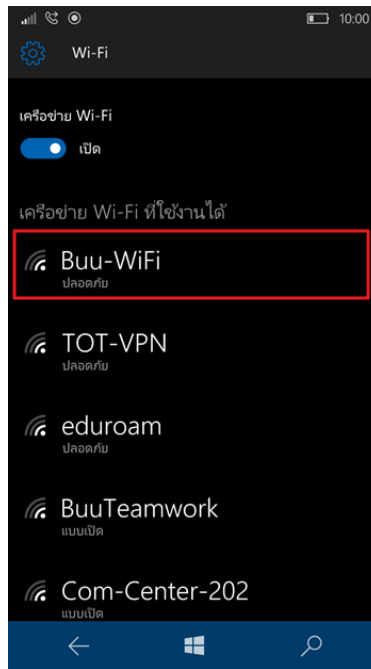 10:00
Wi-Fi
เครือข่าย Wi-Fi
เปิด
เครือข่าย Wi-Fi ที่ใช้งานได้
Buu-WiFi
ปลอดภัย
TOT-VPN
ปลอดภัย
eduroam
ปลอดภัย
BuuTeamwork
แบบเปิด
Com-Center-202
แบบเปิด